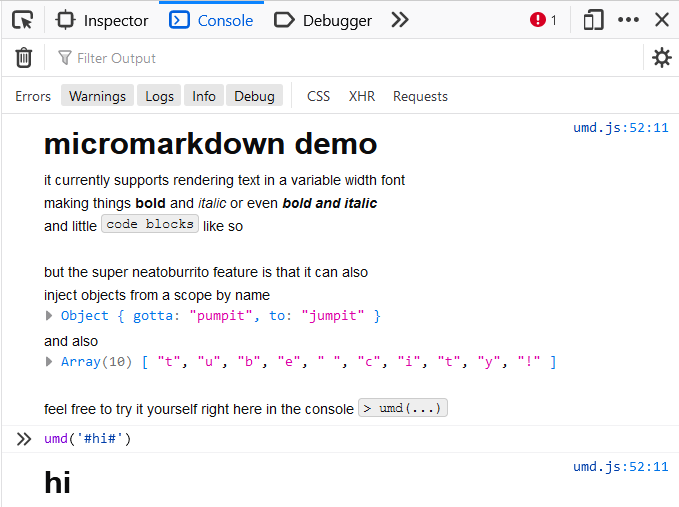 Inspector Console Debugger 1
Filter Output
Errors Warnings Logs Info Debug CSS XHR Requests
umd.js:52:11
micromarkdown demo
it currently supports rendering text in a variable width font
making things bold and italic or even bold and italic
and little code blocks like so
but the super neatoburrito feature is that it can also
inject objects from a scope by name
Object { gotta: "pumpit", to: "jumpit" }
and also
Array(10) [ "t", "u", "b", "e", " ", "c", "i", "t", "y", "!" ]
feel free to try it yourself right here in the console > umd(...)
umd('#hi#')
umd.js:52:11
hi